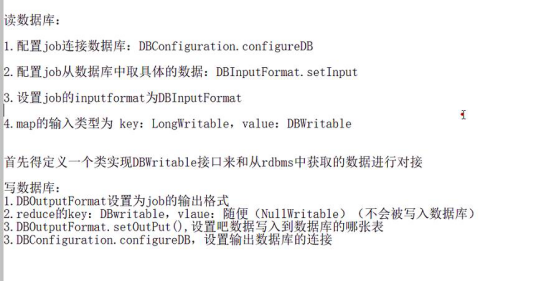 读数据库:
1.配置job连接数据库: DBConfiguration.configureDB
2.配置job从数据库中取具体的数据: DBInputFormat.setInput
3.设置job的inputformat为DBInputFormat
4.map的输入类型为 key: LongWritable, value: DBWritable
首先得定义一个类实现DBWritable接口来和从rdbms中获取的数据进行对接
写数据库:
1.DBOutputFormat设置为job的输出格式
2.reduce的key: DBwritable, vlaue: 随便（NullWritable）（不会被写入数据库）
3.DBOutputFormat.setOutPut(),设置吧数据写入到数据库的哪张表
3.DBConfiguration.configureDB, 设置输出数据库的连接